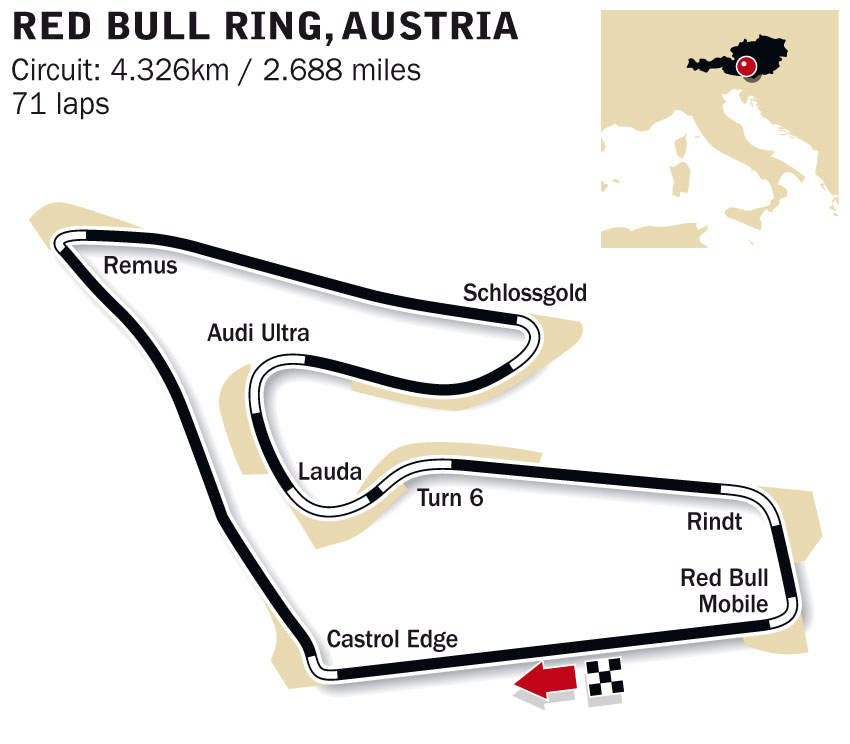 RED BULL RING, AUSTRIA
Circuit: 4.326km / 2.688 miles
71 laps
Remus
Schlossgold
Audi Ultra
Lauda
Turn 6
Rindt
Red Bull
Mobile
Castrol Edge